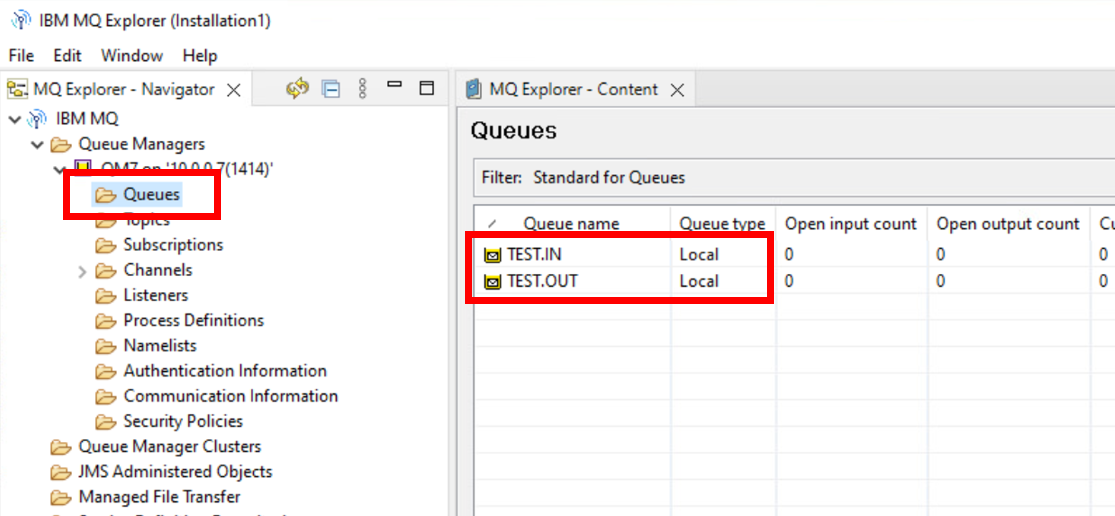 IBM MQ Explorer (Installation1)
File Edit Window Help
MQ Explorer - Navigator
IBM MQ
Queue Managers
QM7 on '10.0.0.7(1414)'
Queues
Topics
Subscriptions
Channels
Listeners
Process Definitions
Namelists
Authentication Information
Communication Information
Security Policies
Queue Manager Clusters
JMS Administered Objects
Managed File Transfer
MQ Explorer - Content
Queues
Filter: Standard for Queues
Queue name Queue type Open input count Open output count Cu
TEST.IN Local 0 0 0
TEST.OUT Local 0 0 0